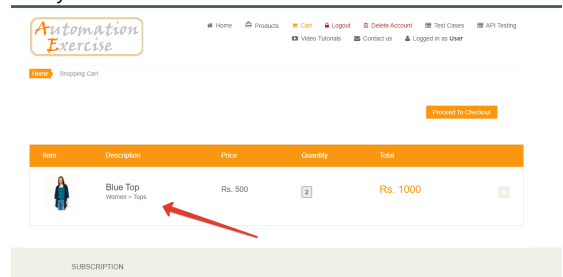 Automation
Exercise
Home Products Cart Logout Delete Account Test Cases API Testing
Video Tutorials Contact us Logged in as User
Home Shopping Cart
Proceed To Checkout
Item Description Price Quantity Total
Blue Top Rs. 500 2 Rs. 1000
Women > Tops
SUBSCRIPTION